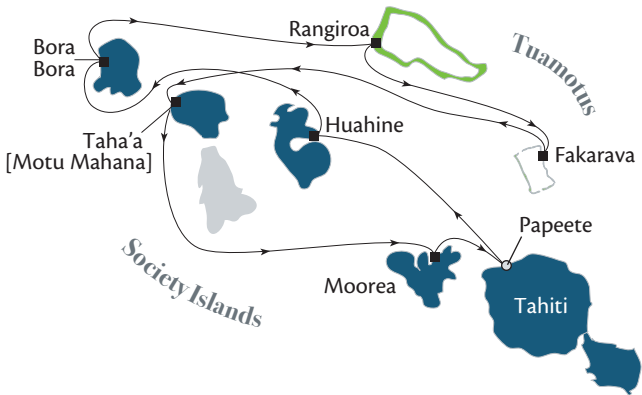 Rangiroa
Tuamotus
Bora
Bora
Huahine
Taha'a
[Motu Mahana]
Fakarava
Papeete
Society Islands
Moorea
Tahiti